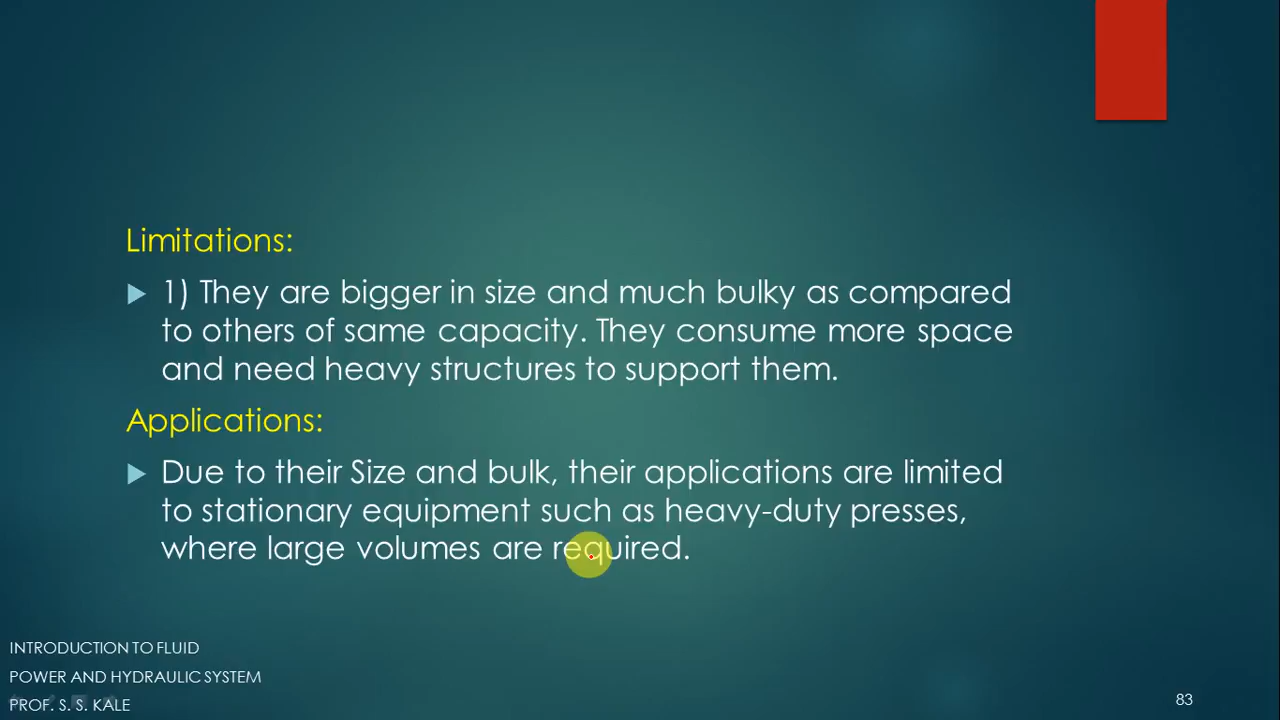 Limitations:
1) They are bigger in size and much bulky as compared
to others of same capacity. They consume more space
and need heavy structures to support them.
Applications:
Due to their Size and bulk, their applications are limited
to stationary equipment such as heavy-duty presses,
where large volumes are required.
INTRODUCTION TO FLUID
POWER AND HYDRAULIC SYSTEM
PROF. S. S. KALE
83